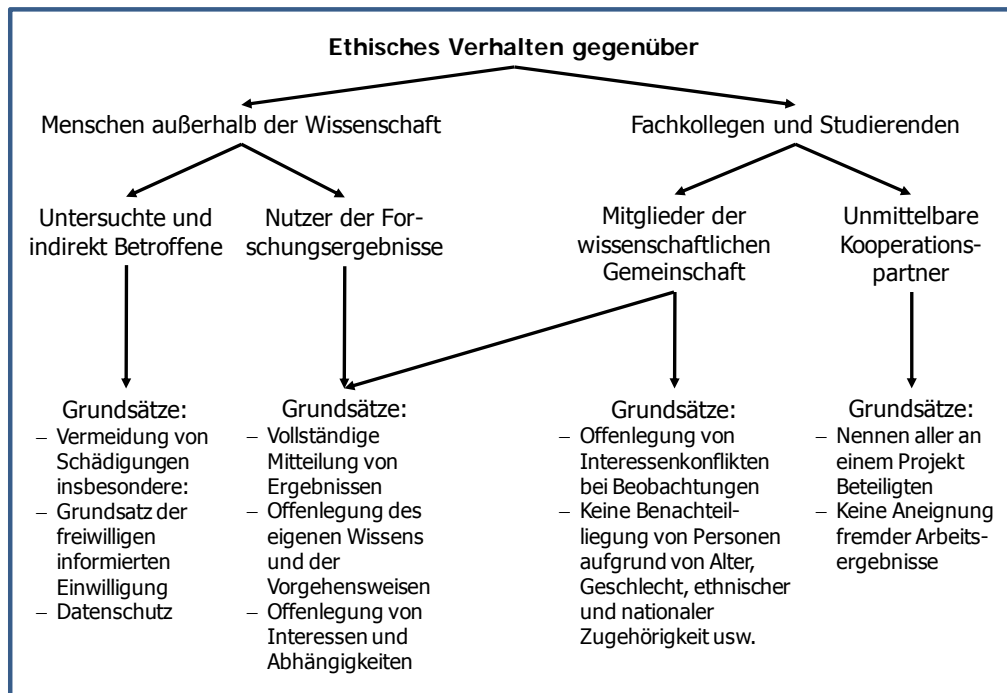 Ethisches Verhalten gegenüber
Menschen außerhalb der Wissenschaft
Fachkollegen und Studierenden
Untersuchte und
indirekt Betroffene
Nutzer der For-
schungsergebnisse
Mitglieder der
wissenschaftlichen
Gemeinschaft
Unmittelbare
Kooperations-
partner
Grundsätze:
– Vermeidung von
Schädigungen
insbesondere:
– Grundsatz der
freiwilligen
informierten
Einwilligung
– Datenschutz
Grundsätze:
– Vollständige
Mitteilung von
Ergebnissen
– Offenlegung des
eigenen Wissens
und der
Vorgehensweisen
– Offenlegung von
Interessen und
Abhängigkeiten
Grundsätze:
– Offenlegung von
Interessenkonflikten
bei Beobachtungen
– Keine Benachteil-
liegung von Personen
aufgrund von Alter,
Geschlecht, ethnischer
und nationaler
Zugehörigkeit usw.
Grundsätze:
– Nennen aller an
einem Projekt
Beteiligten
– Keine Aneignung
fremder Arbeits-
ergebnisse